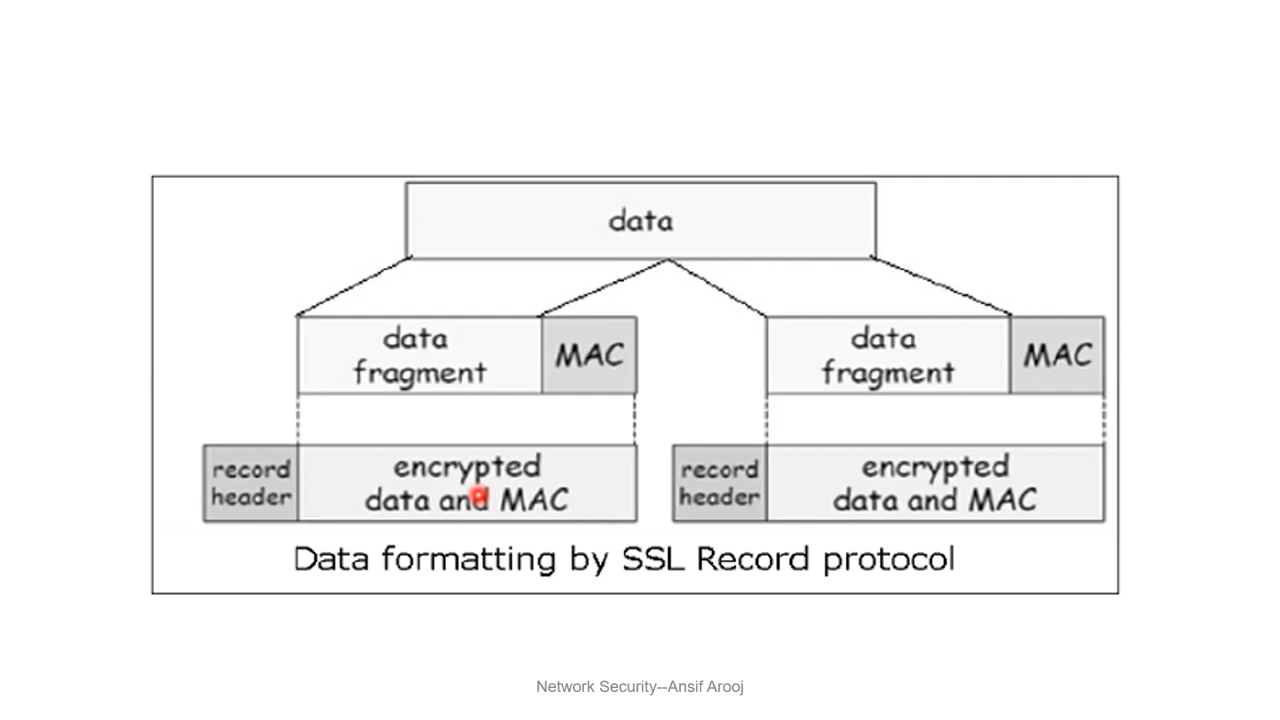 data
data
fragment
MAC
data
fragment
MAC
record
header
encrypted
data and MAC
record
header
encrypted
data and MAC
Data formatting by SSL Record protocol
Network Security--Ansif Arooj